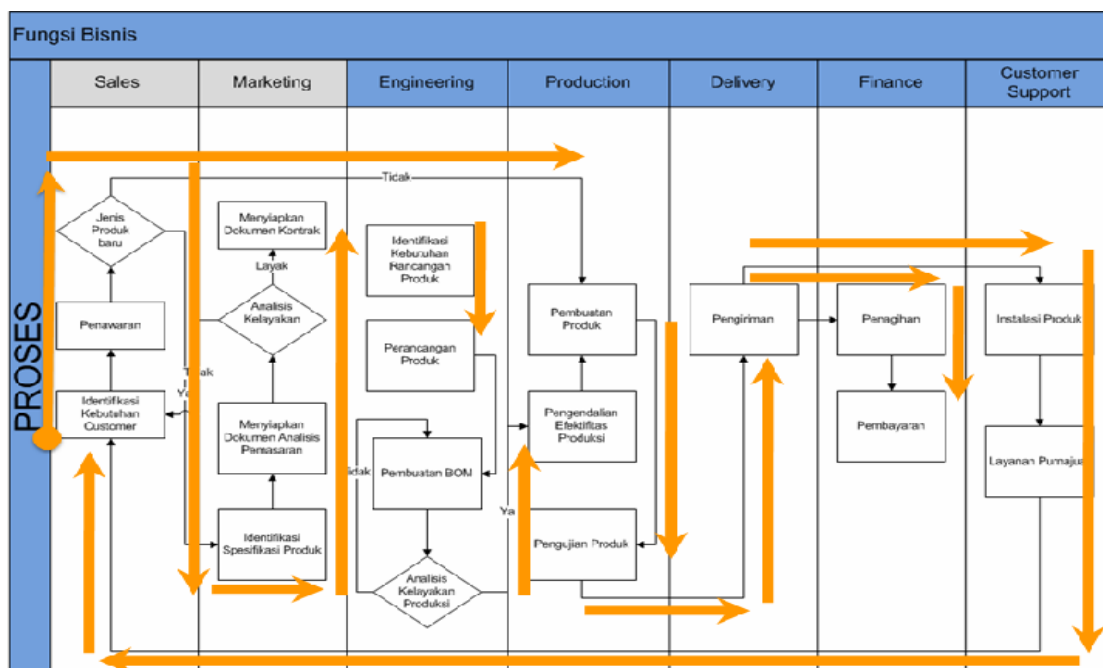 Fungsi Bisnis
PROSES
Sales
Marketing
Engineering
Production
Delivery
Finance
Customer
Support
Tidak
Jenis
Produk
baru
Penawaran
Identifikasi
Kebutuhan
Customer
Menyiapkan
Dokumen Kontrak
Layak
Analisis
Kelayakan
Menyiapkan
Dokumen Analisis
Pemasaran
Identifikasi
Spesifikasi Produk
Identifikasi
Kebutuhan
Rancangan
Produk
Perancangan
Produk
Pembuatan BOM
Analisis
Kelayakan
Produksi
Ya
Pembuatan
Produk
Pengendalian
Efektifitas
Produksi
Pengujian Produk
Pengiriman
Penagihan
Pembayaran
Instalasi Produk
Layanan